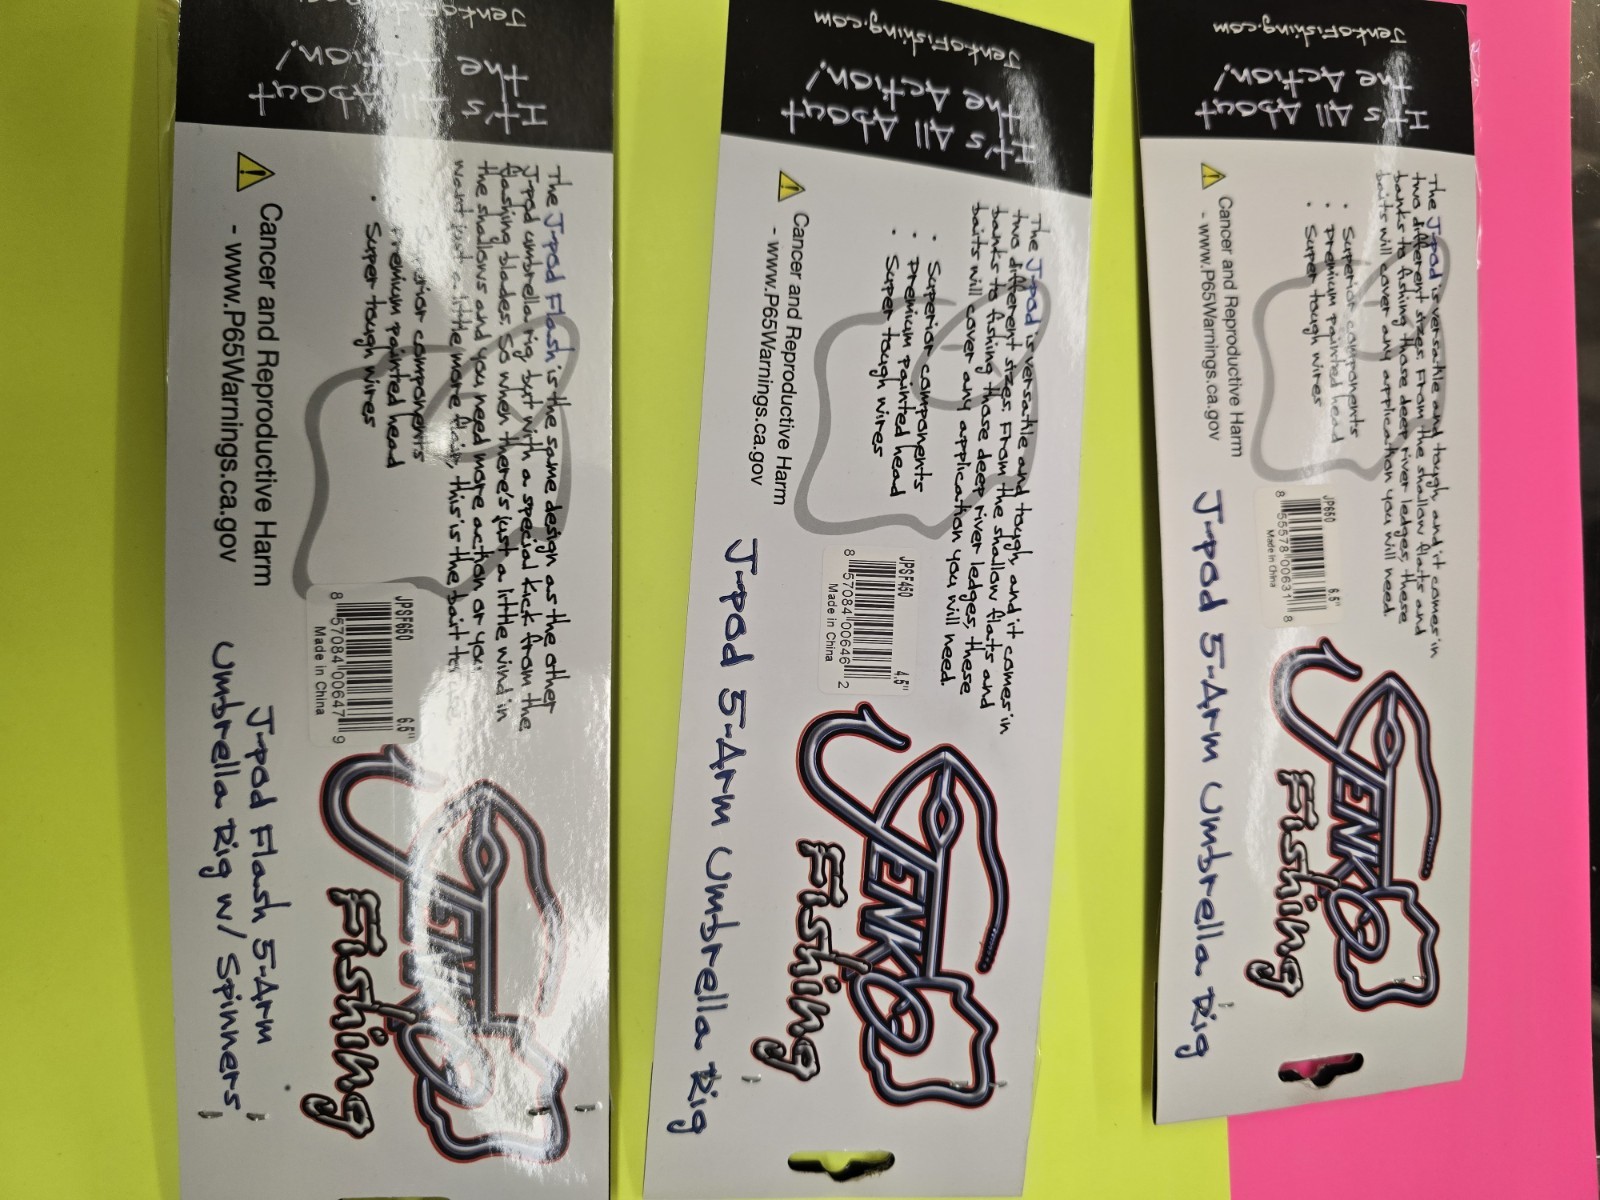 It's All About
the Action!
JenkoFishing.com
The J-pod Flash is the same design as the other
J-pod umbrella rig, but with a special kick from the
flashing blades. So when there's just a little wind in
the shallows and you need more action or you
want just a little more flair, this is the bait to
• Superior components
• Premium painted head
• Super tough wires
Cancer and Reproductive Harm
- www.P65Warnings.ca.gov
JPSF650 6.5"
8 57084 00647 9
Made in China
JENKO
Fishing
J-pod Flash 5-Arm
Umbrella Rig w/ Spinners
It's All About
the Action!
JenkoFishing.com
The J-pod is versatile and tough, and it comes in
two different sizes. From the shallow flats and
banks to fishing those deep river ledges, these
baits will cover any application you will need.
• Superior components
• Premium painted head
• Super tough wires
Cancer and Reproductive Harm
- www.P65Warnings.ca.gov
JPSF450 4.5"
8 57084 00646 2
Made in China
JENKO
Fishing
J-pod 5-Arm Umbrella Rig
It's All About
the Action!
JenkoFishing.com
The J-pod is versatile and tough, and it comes in
two different sizes. From the shallow flats and
banks to fishing those deep river ledges, these
baits will cover any application you will need.
• Superior components
• Premium painted head
• Super tough wires
Cancer and Reproductive Harm
- www.P65Warnings.ca.gov
JP650 6.5"
8 55578 00631 8
Made in China
JENKO
Fishing
J-pod 5-Arm Umbrella Rig